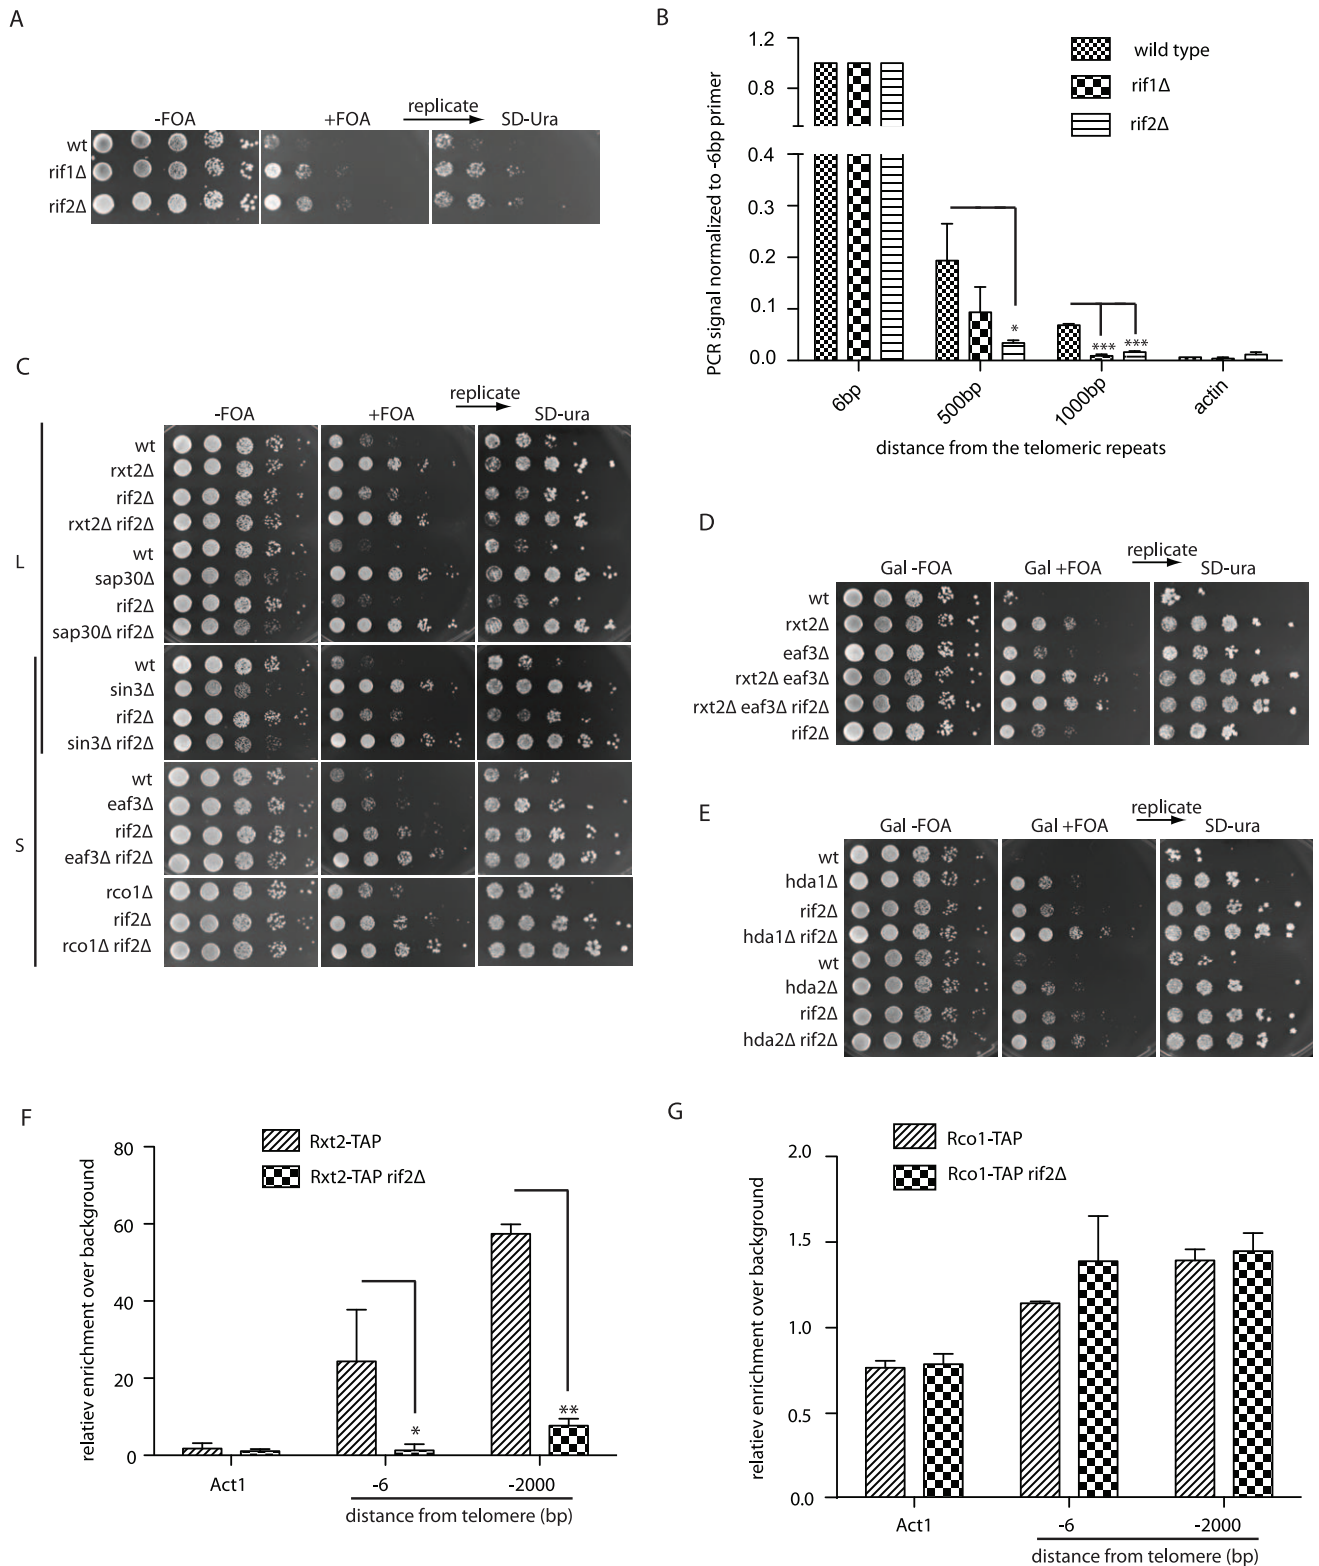 A
-FOA
+FOA
replicate
SD-Ura
wt
rif1Δ
rif2Δ
B
PCR signal normalized to -6bp primer
1.2
0.8
0.4
0.3
0.2
0.1
0.0
wild type
rif1Δ
rif2Δ
*
***
***
6bp
500bp
1000bp
actin
distance from the telomeric repeats
C
-FOA
+FOA
replicate
SD-ura
L
S
wt
rxt2Δ
rif2Δ
rxt2Δ rif2Δ
wt
sap30Δ
rif2Δ
sap30Δ rif2Δ
wt
sin3Δ
rif2Δ
sin3Δ rif2Δ
wt
eaf3Δ
rif2Δ
eaf3Δ rif2Δ
rco1Δ
rif2Δ
rco1Δ rif2Δ
D
Gal -FOA
Gal +FOA
replicate
SD-ura
wt
rxt2Δ
eaf3Δ
rxt2Δ eaf3Δ
rxt2Δ eaf3Δ rif2Δ
rif2Δ
E
Gal -FOA
Gal +FOA
replicate
SD-ura
wt
hda1Δ
rif2Δ
hda1Δ rif2Δ
wt
hda2Δ
rif2Δ
hda2Δ rif2Δ
F
relatiev enrichment over background
80
60
40
20
0
Rxt2-TAP
Rxt2-TAP rif2Δ
*
**
Act1
-6
-2000
distance from telomere (bp)
G
relatiev enrichment over background
2.0
1.5
1.0
0.5
0.0
Rco1-TAP
Rco1-TAP rif2Δ
Act1
-6
-2000
distance from telomere (bp)